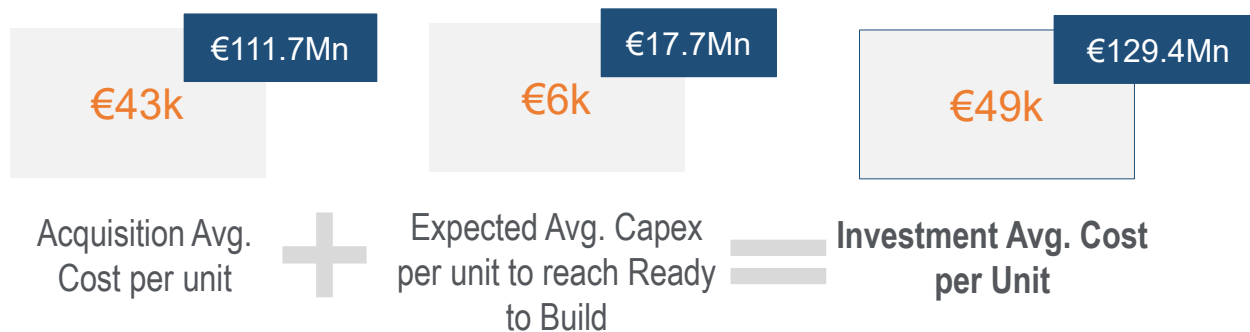 €111.7Mn
€43k
Acquisition Avg.
Cost per unit
+
€17.7Mn
€6k
Expected Avg. Capex
per unit to reach Ready
to Build
=
€129.4Mn
€49k
Investment Avg. Cost
per Unit